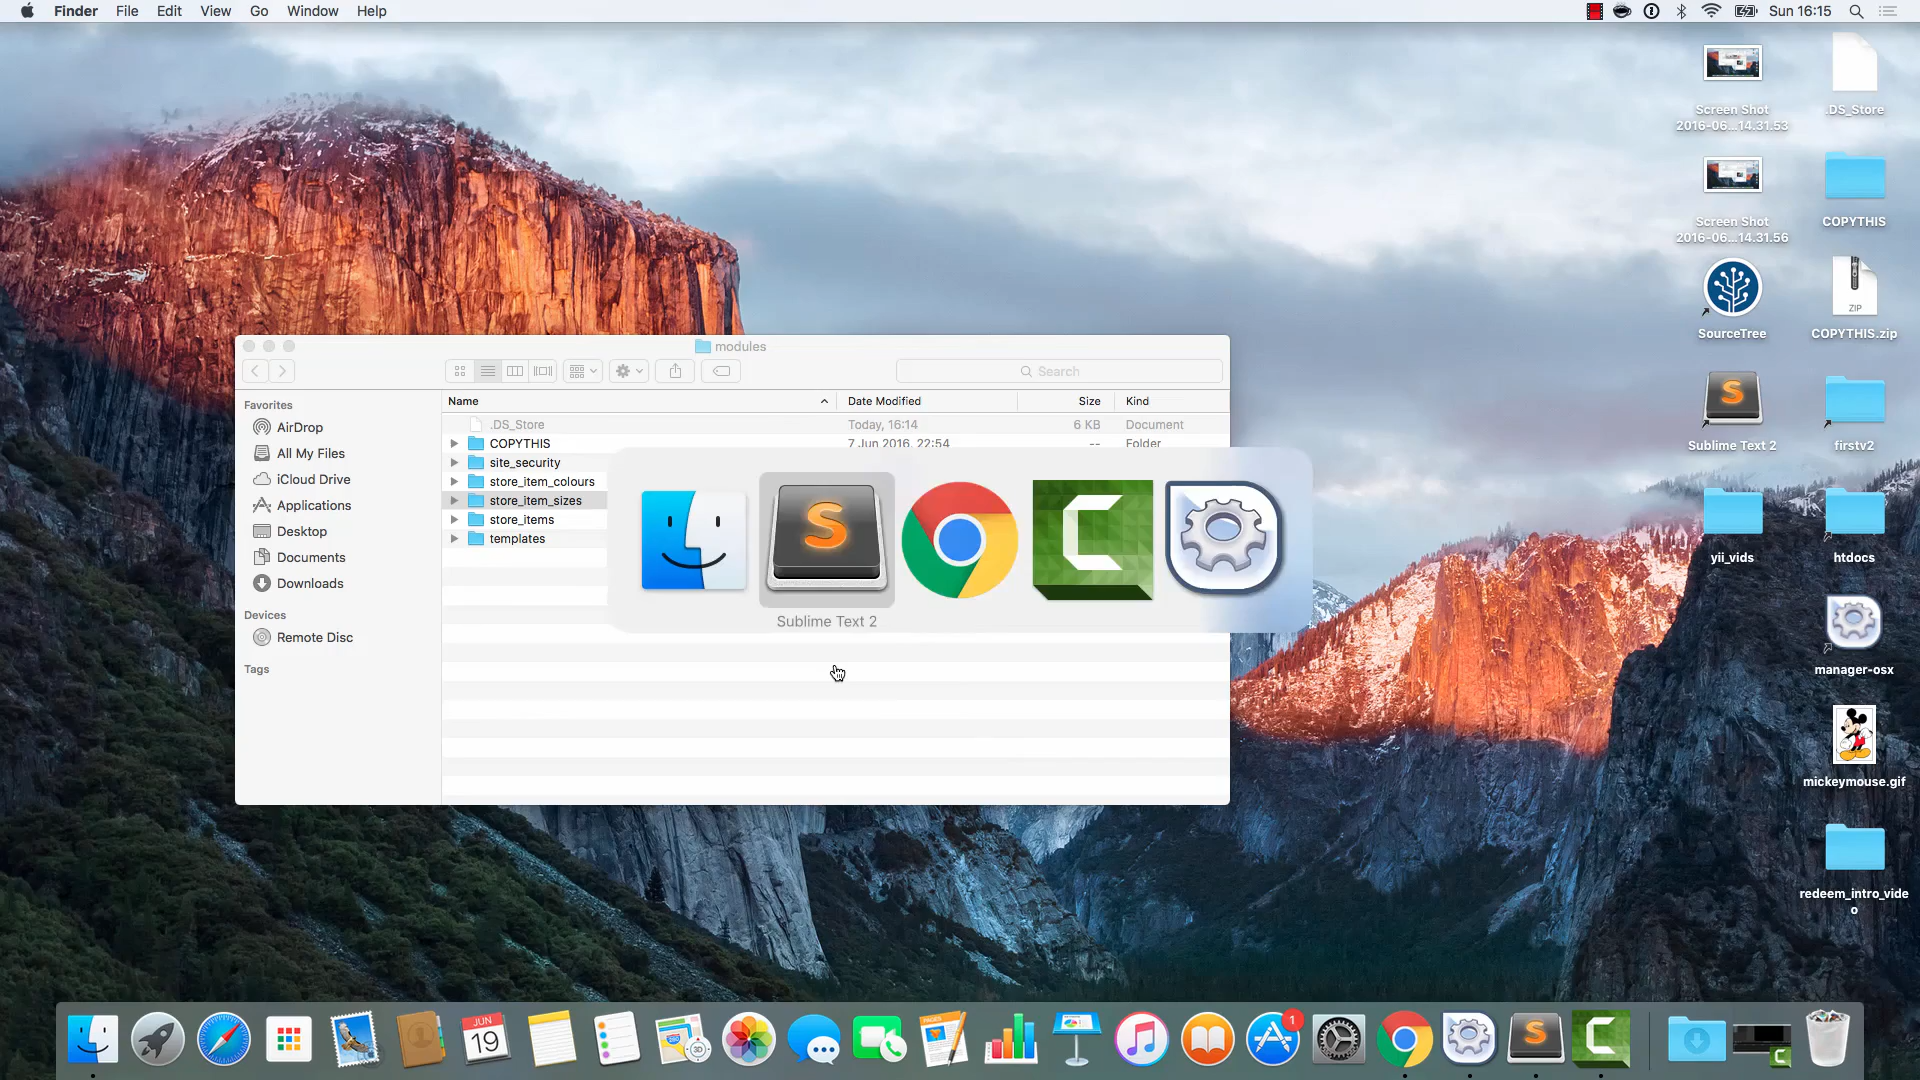 Finder File Edit View Go Window Help
Sun 16:15
Screen Shot
2016-06...14.31.53
.DS_Store
Screen Shot
2016-06...14.31.56
COPYTHIS
SourceTree
ZIP
COPYTHIS.zip
Sublime Text 2
firstv2
yii_vids
htdocs
manager-osx
mickeymouse.gif
redeem_intro_vide
o
modules
Search
Favorites
AirDrop
All My Files
iCloud Drive
Applications
Desktop
Documents
Downloads
Devices
Remote Disc
Tags
Name Date Modified Size Kind
.DS_Store Today, 16:14 6 KB Document
COPYTHIS 7 Jun 2016, 22:54 -- Folder
site_security
store_item_colours
store_item_sizes
store_items
templates
Sublime Text 2
JUN
19
3D
1